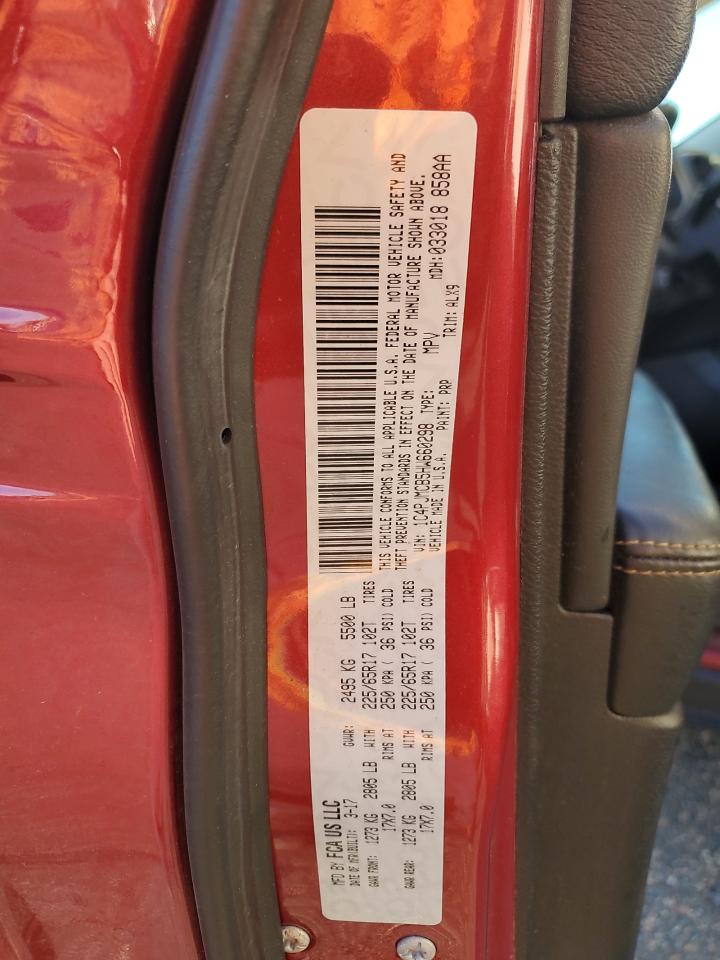 MFD BY FCA US LLC
DATE OF MFR(BUILT): 3-17 GVWR: 2495 KG 5500 LB
GAWR FRONT: 1273 KG 2805 LB WITH 225/65R17 102T TIRES
17X7.0 RIMS AT 250 KPA ( 36 PSI) COLD
GAWR REAR: 1273 KG 2805 LB WITH 225/65R17 102T TIRES
17X7.0 RIMS AT 250 KPA ( 36 PSI) COLD
THIS VEHICLE CONFORMS TO ALL APPLICABLE U.S.A. FEDERAL MOTOR VEHICLE SAFETY AND
THEFT PREVENTION STANDARDS IN EFFECT ON THE DATE OF MANUFACTURE SHOWN ABOVE.
VIN: 1C4PJMCB5HW660298 TYPE: MPV MDH:033018 858AA
VEHICLE MADE IN U.S.A. PAINT: PRP TRIM: ALX9